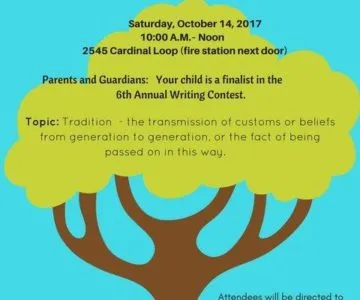 Saturday, October 14, 2017
10:00 A.M.- Noon
2545 Cardinal Loop (fire station next door)
Parents and Guardians:   Your child is a finalist in the
6th Annual Writing Contest.
Topic: Tradition  - the transmission of customs or beliefs
from generation to generation, or the fact of being
passed on in this way.
Attendees will be directed to